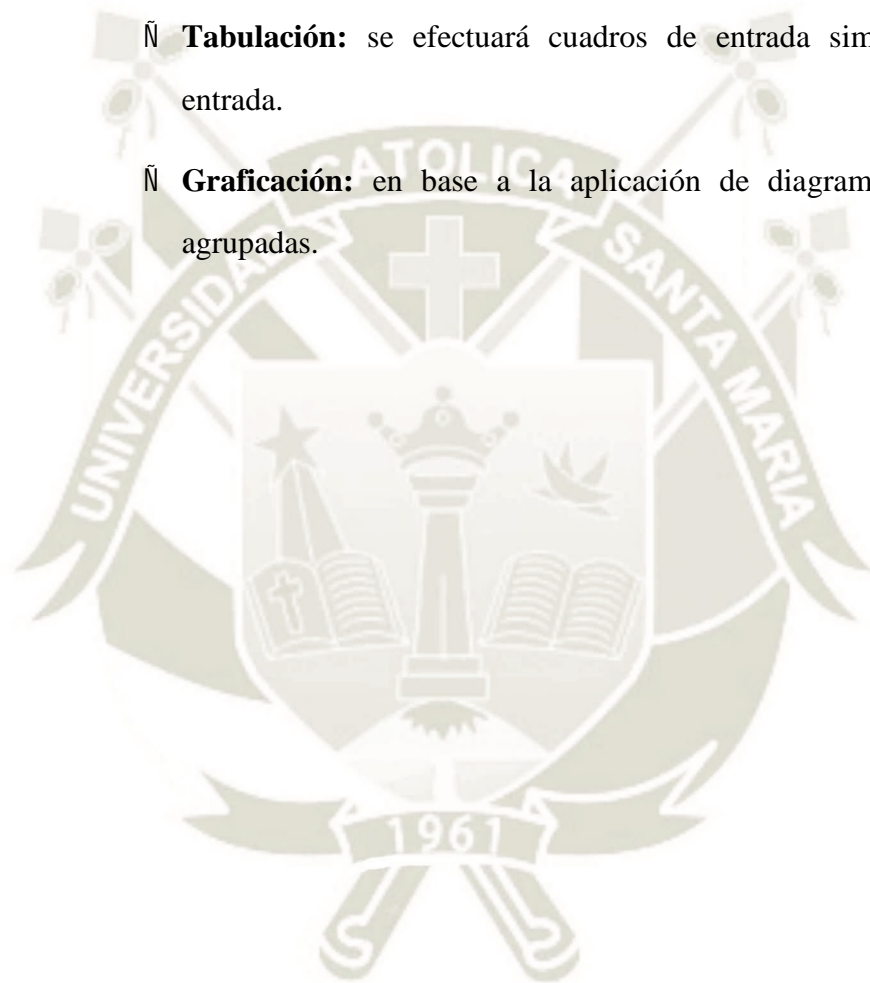 Ñ Tabulación: se efectuará cuadros de entrada sim
entrada.
Ñ Graficación: en base a la aplicación de diagram
agrupadas.
UNIVERSIDAD CATOLICA SANTA MARIA
1961